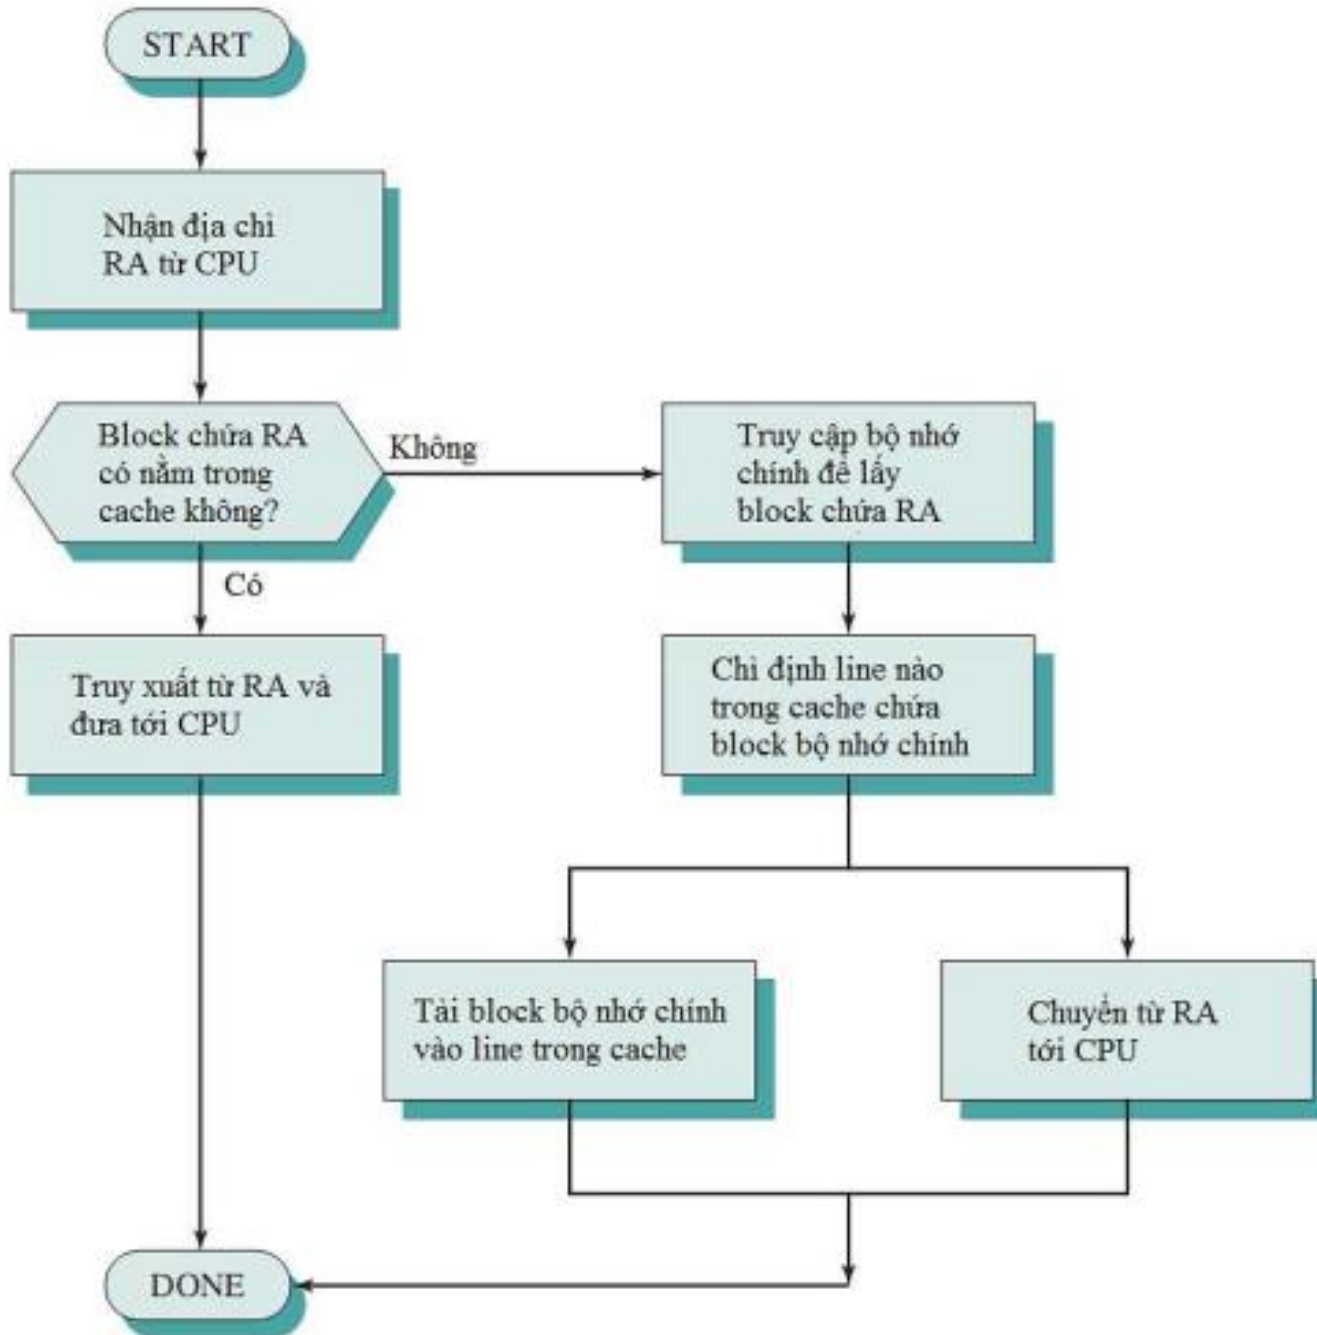 START
Nhận địa chỉ
RA từ CPU
Block chứa RA
có nằm trong
cache không?
Không
Truy cập bộ nhớ
chính để lấy
block chứa RA
Có
Truy xuất từ RA và
đưa tới CPU
Chỉ định line nào
trong cache chứa
block bộ nhớ chính
Tải block bộ nhớ chính
vào line trong cache
Chuyển từ RA
tới CPU
DONE